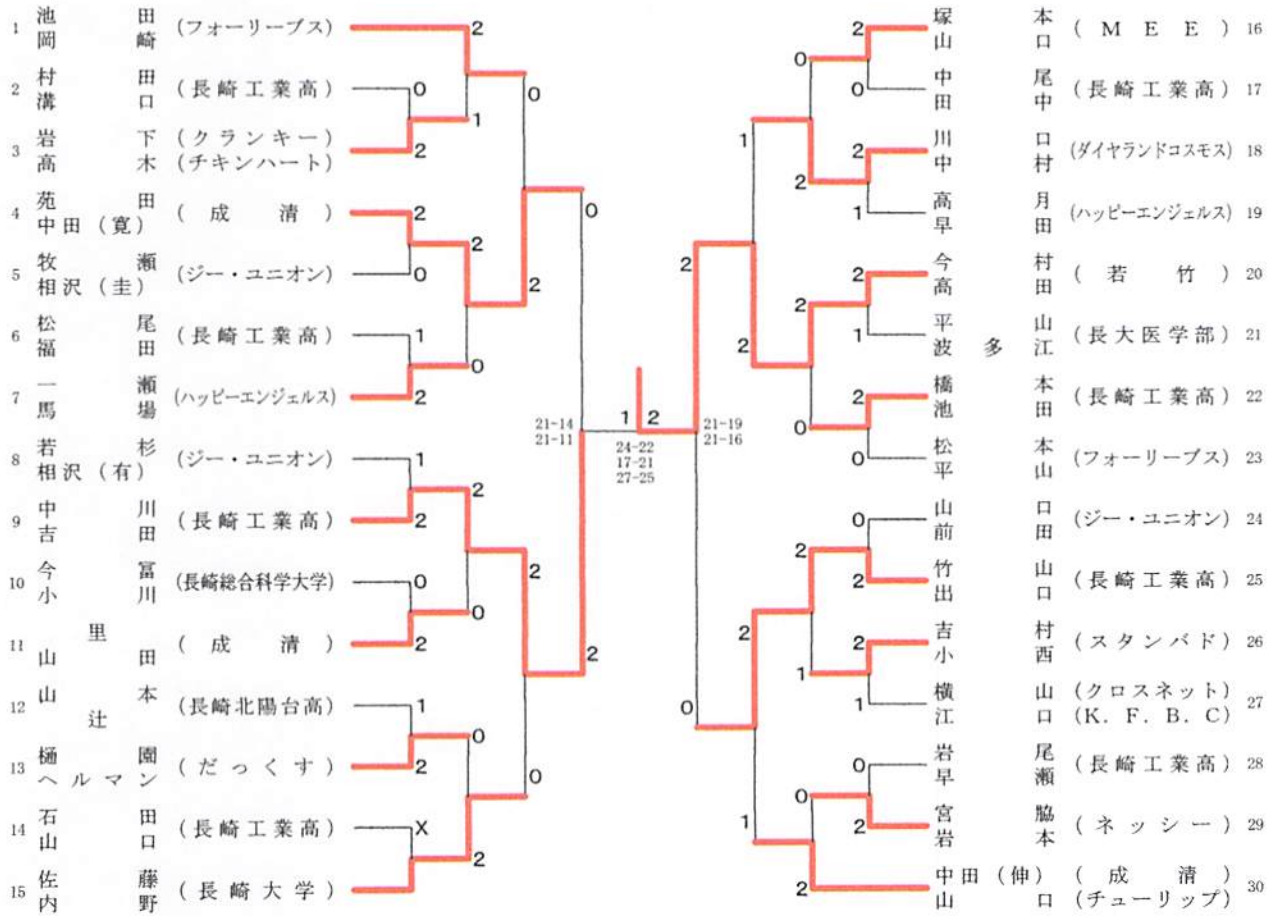 1 池田 岡崎 (フォーリーブス) 2
2 村田 溝口 (長崎工業高) 0
0
1
3 岩下 高木 (クランキー) (チキンハート) 2
4 苑田 中田(寛) (成清) 2
0
2
5 牧瀬 相沢(圭) (ジー・ユニオン) 0
2
6 松尾 福田 (長崎工業高) 1
0
7 一瀬 馬場 (ハッピーエンジェルス) 2
21-14
21-11
8 若杉 相沢(有) (ジー・ユニオン) 1
2
9 中川 吉田 (長崎工業高) 2
10 今冨 小川 (長崎総合科学大学) 0
2
0
11 里 山田 (成清) 2
2
12 山本 辻 (長崎北陽台高) 1
0
13 樋園 ヘルマン (だっくす) 2
0
14 石田 山口 (長崎工業高) X
2
15 佐藤 内野 (長崎大学)
1 2
24-22
17-21
27-25
2 塚本 山口 (MEE) 16
0
0 中尾 田中 (長崎工業高) 17
1
2 川口 中村 (ダイヤランドコスモス) 18
2
1 高月 早田 (ハッピーエンジェルス) 19
2
2 今村 高田 (若竹) 20
2
1 平山 波多江 (長大医学部) 21
2
2 橋本 池田 (長崎工業高) 22
0
21-19
21-16
0 松本 平山 (フォーリーブス) 23
0 山口 前田 (ジー・ユニオン) 24
2
2 竹山 出口 (長崎工業高) 25
2
2 吉村 小西 (スタンバド) 26
1
0
1 横山 江口 (クロスネット) (K.F.B.C) 27
0 岩尾 早瀬 (長崎工業高) 28
0
1
2 宮脇 岩本 (ネッシー) 29
2 中田(伸) 山口 (成清) (チューリップ) 30